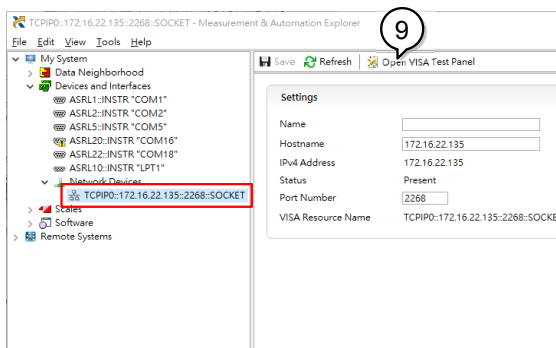 TCPIP0::172.16.22.135::2268::SOCKET - Measurement & Automation Explorer
9
File Edit View Tools Help
Save Refresh Open VISA Test Panel
My System
Data Neighborhood
Devices and Interfaces
ASRL1::INSTR "COM1"
ASRL2::INSTR "COM2"
ASRL5::INSTR "COM5"
ASRL20::INSTR "COM16"
ASRL22::INSTR "COM18"
ASRL10::INSTR "LPT1"
Network Devices
TCPIP0::172.16.22.135::2268::SOCKET
Scales
Software
Remote Systems
Settings
Name
Hostname 172.16.22.135
IPv4 Address 172.16.22.135
Status Present
Port Number 2268
VISA Resource Name TCPIP0::172.16.22.135::2268::SOCKE